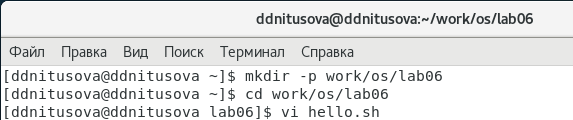 ddnitusova@ddnitusova:~/work/os/lab06
Файл Правка Вид Поиск Терминал Справка
[ddnitusova@ddnitusova ~]$ mkdir -p work/os/lab06
[ddnitusova@ddnitusova ~]$ cd work/os/lab06
[ddnitusova@ddnitusova lab06]$ vi hello.sh